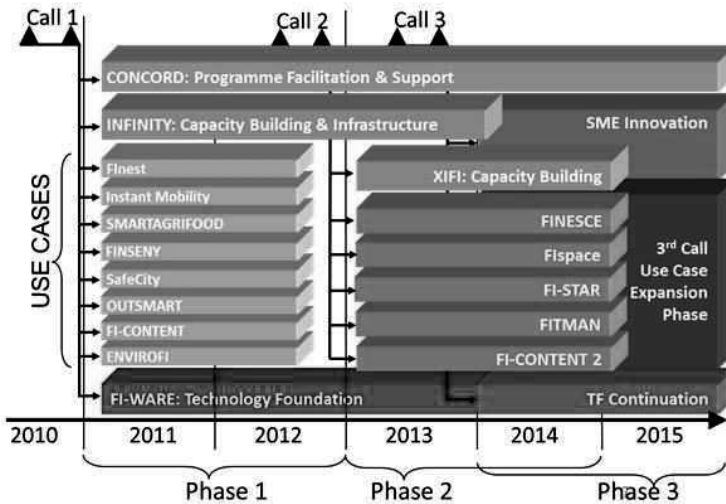 Call 1
Call 2
Call 3
CONCORD: Programme Facilitation & Support
INFINITY: Capacity Building & Infrastructure
SME Innovation
USE CASES
FInest
Instant Mobility
SMARTAGRIFOOD
FINSENY
SafeCity
OUTSMART
FI-CONTENT
ENVIROFI
XIFI: Capacity Building
FINESCE
FIspace
FI-STAR
FITMAN
FI-CONTENT 2
3rd Call
Use Case
Expansion
Phase
FI-WARE: Technology Foundation
TF Continuation
2010 2011 2012 2013 2014 2015
Phase 1 Phase 2 Phase 3